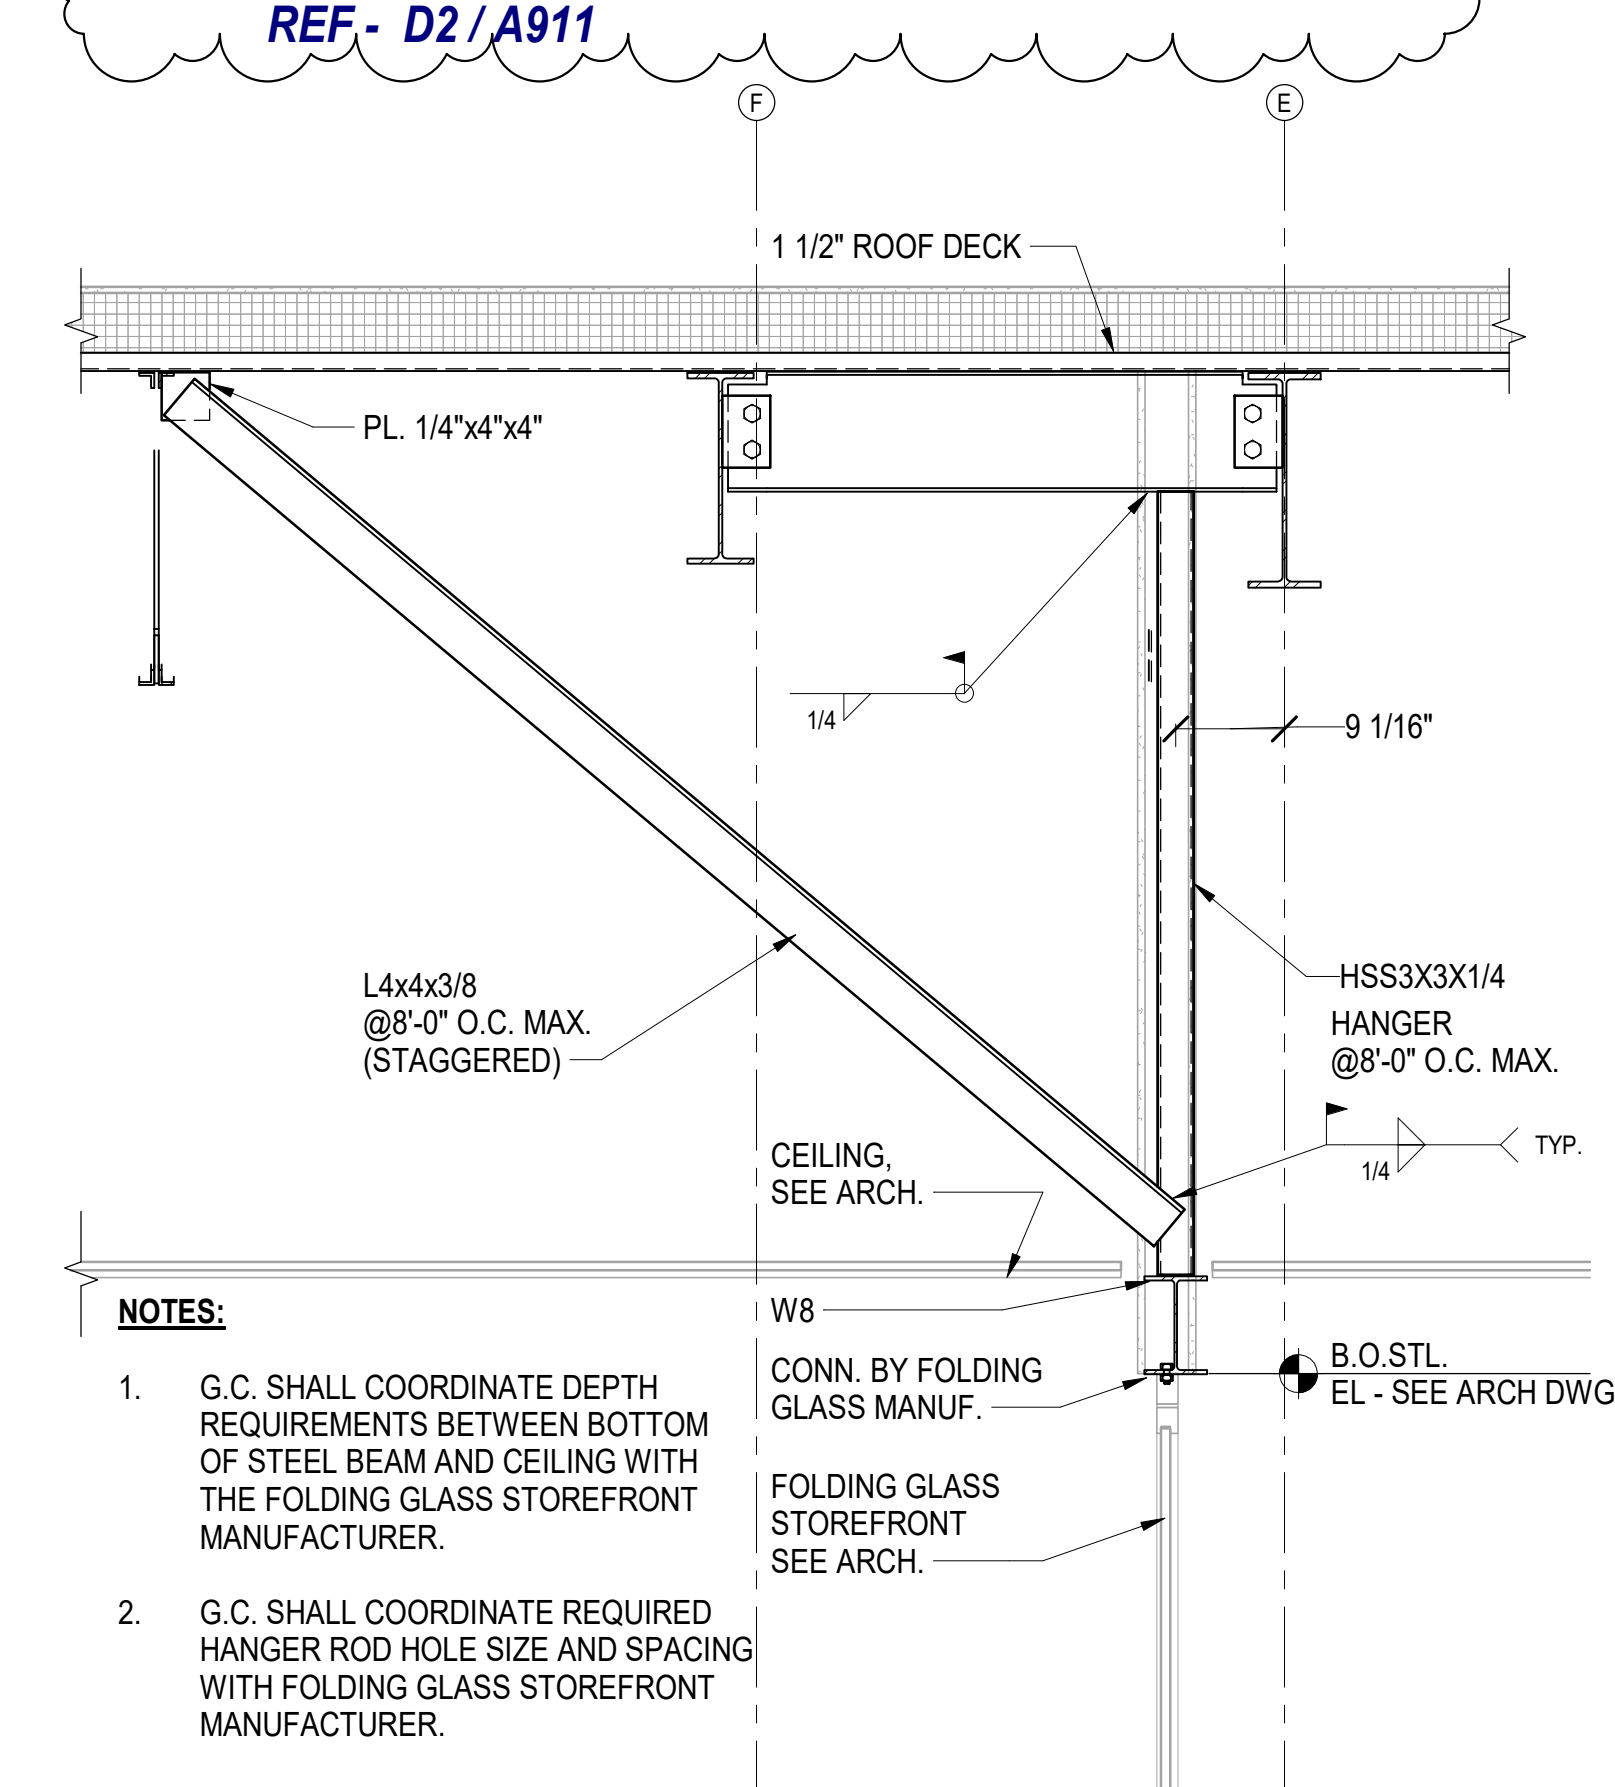 REF - D2 / A911
F
E
1 1/2" ROOF DECK
PL. 1/4"x4"x4"
1/4
9 1/16"
L4x4x3/8
@8'-0" O.C. MAX.
(STAGGERED)
HSS3X3X1/4
HANGER
@8'-0" O.C. MAX.
1/4
TYP.
CEILING,
SEE ARCH.
W8
CONN. BY FOLDING
GLASS MANUF.
B.O.STL.
EL - SEE ARCH DWG
FOLDING GLASS
STOREFRONT
SEE ARCH.
NOTES:
1. G.C. SHALL COORDINATE DEPTH
REQUIREMENTS BETWEEN BOTTOM
OF STEEL BEAM AND CEILING WITH
THE FOLDING GLASS STOREFRONT
MANUFACTURER.
2. G.C. SHALL COORDINATE REQUIRED
HANGER ROD HOLE SIZE AND SPACING
WITH FOLDING GLASS STOREFRONT
MANUFACTURER.